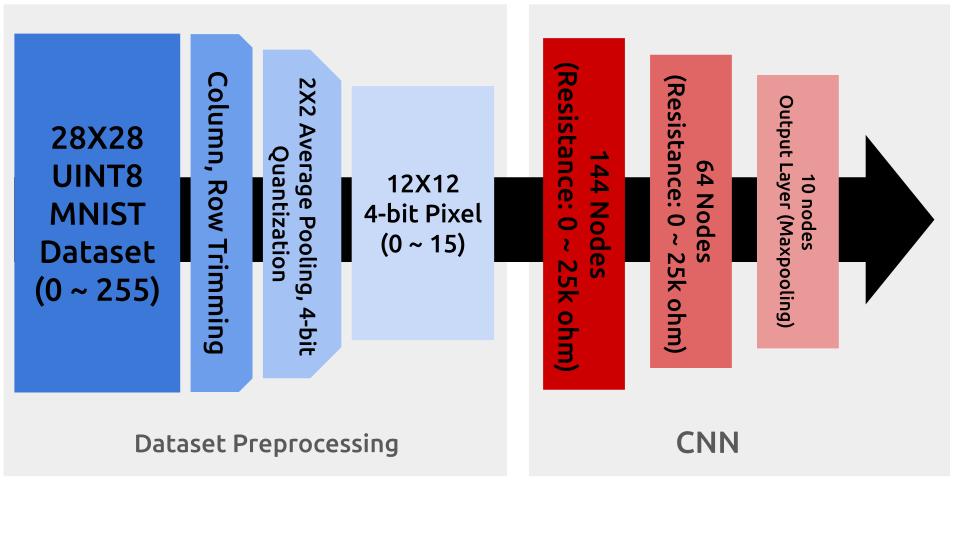 28X28
UINT8
MNIST
Dataset
(0 ~ 255)
Column, Row Trimming
2X2 Average Pooling, 4-bit
Quantization
12X12
4-bit Pixel
(0 ~ 15)
144 Nodes
(Resistance: 0 ~ 25k ohm)
64 Nodes
(Resistance: 0 ~ 25k ohm)
10 nodes
Output Layer (Maxpooling)
Dataset Preprocessing
CNN